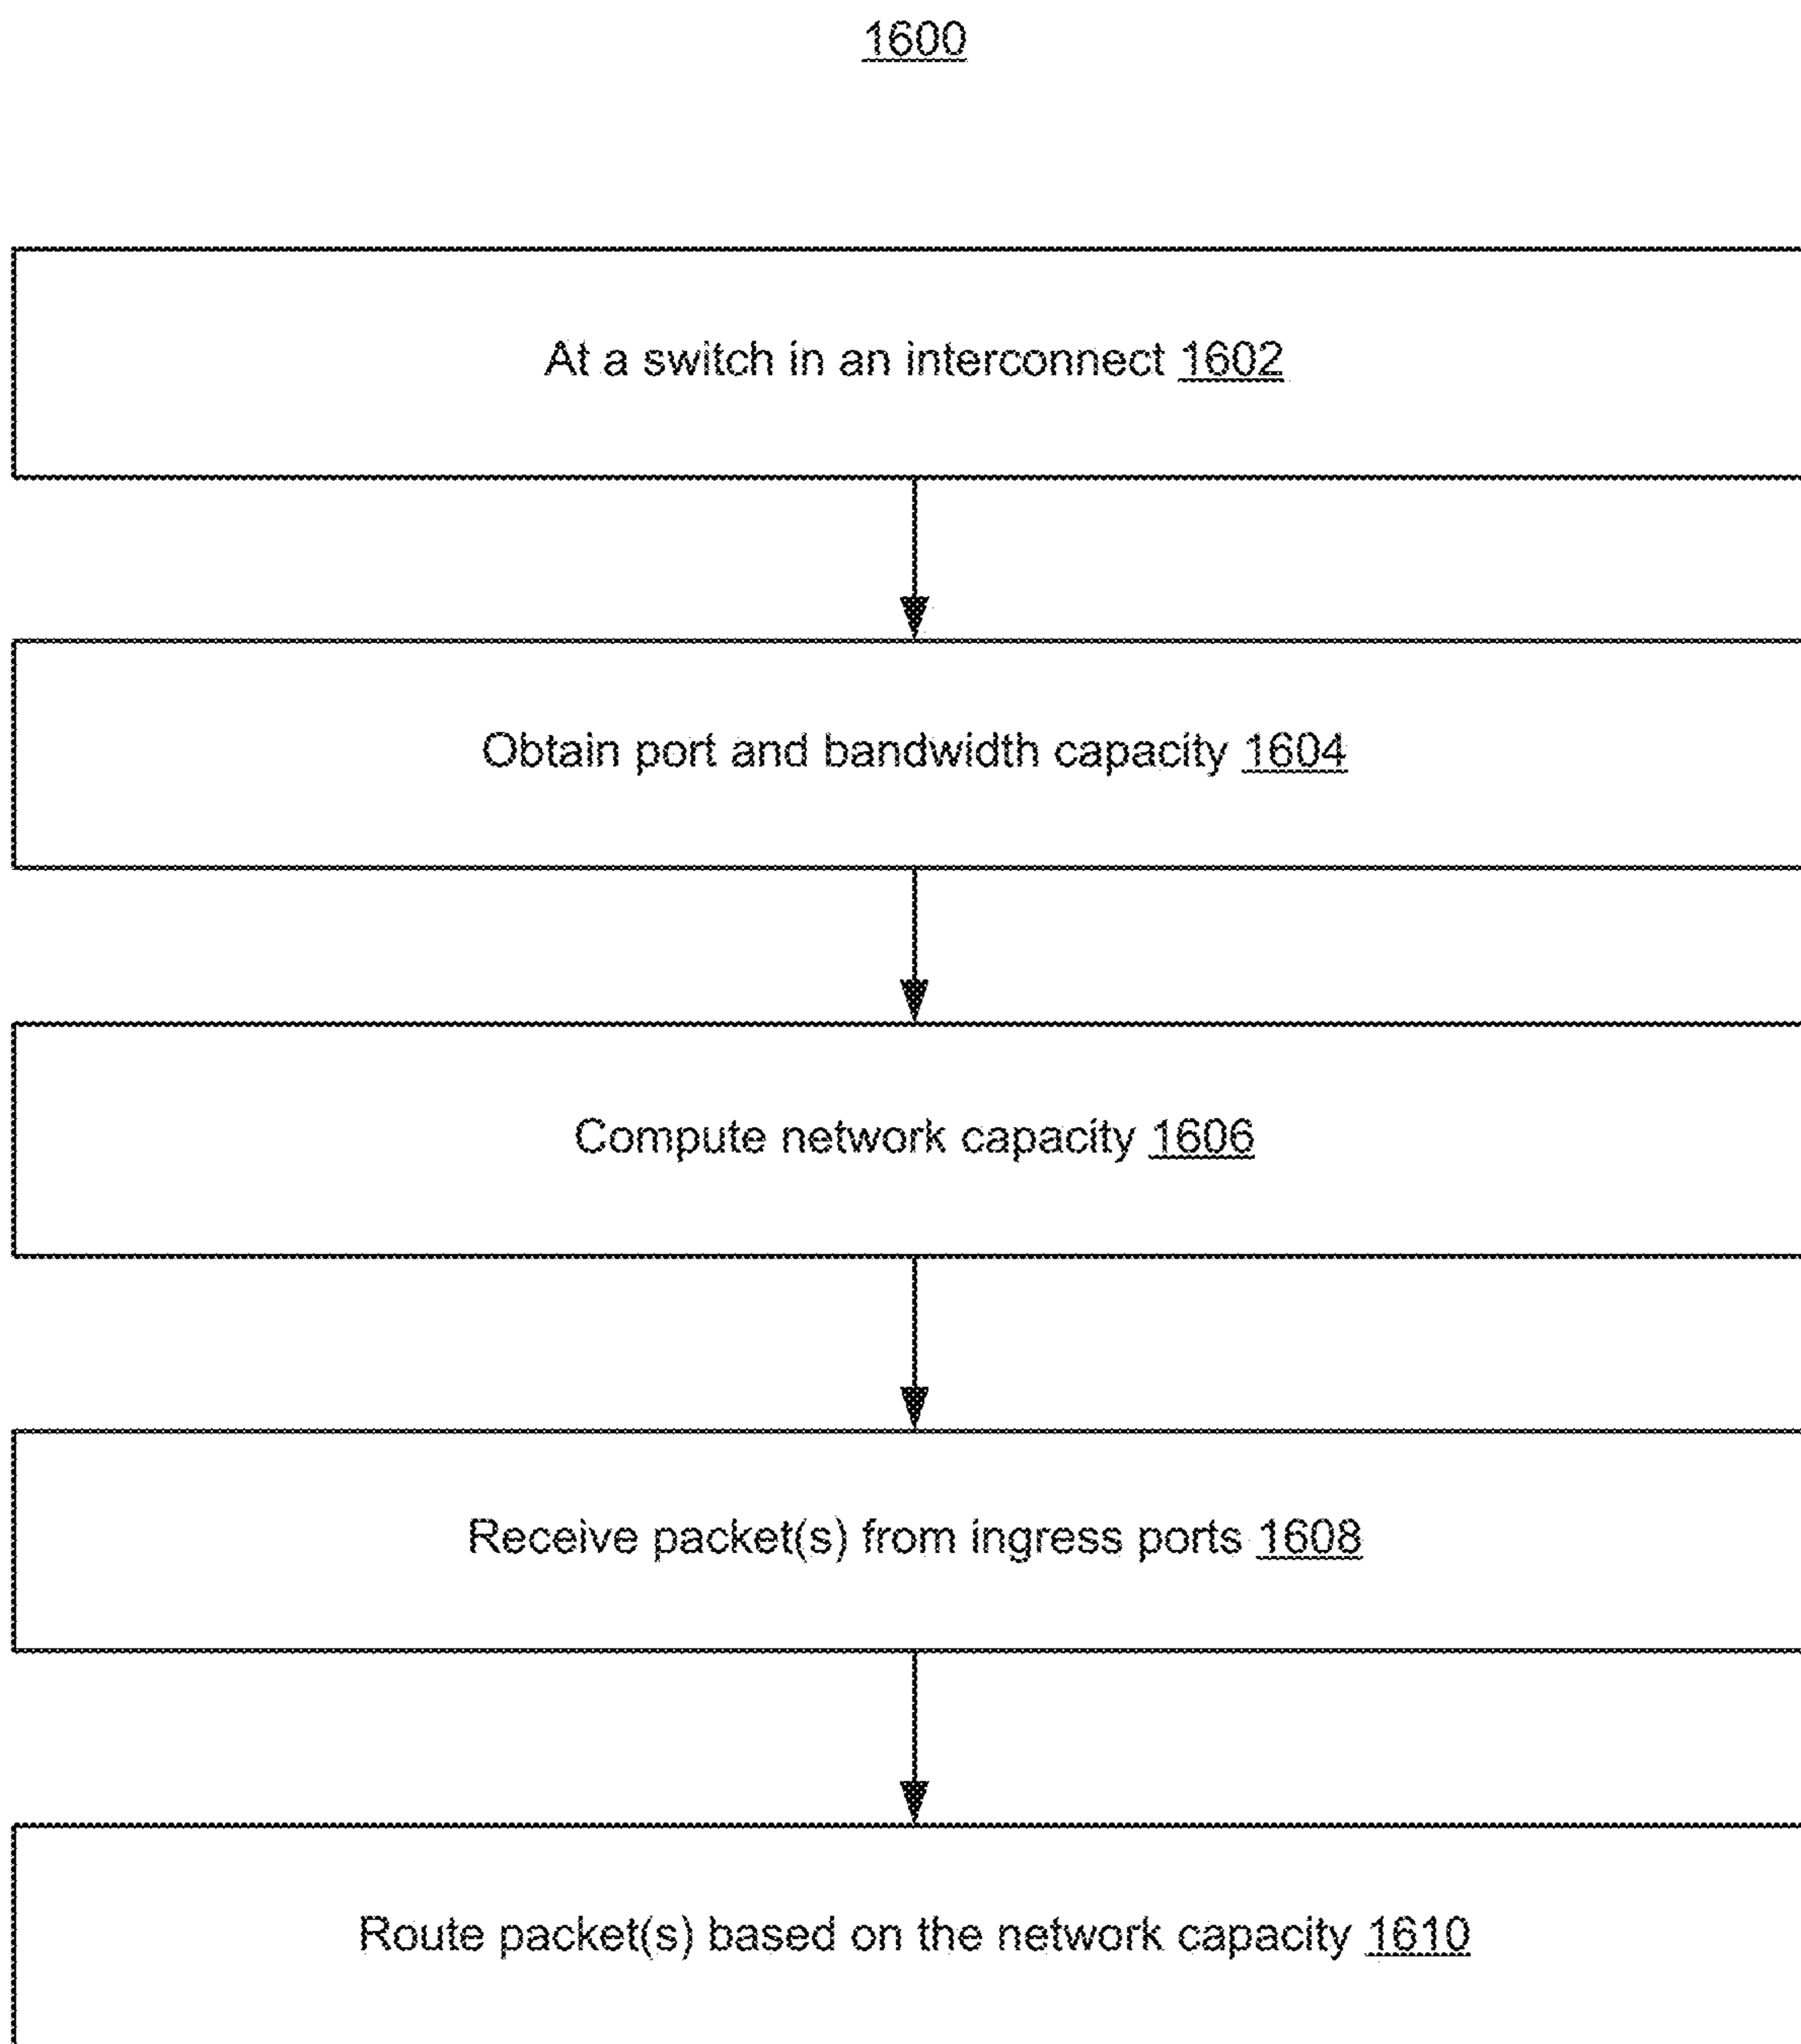 1600
At a switch in an interconnect 1602
Obtain port and bandwidth capacity 1604
Compute network capacity 1606
Receive packet(s) from ingress ports 1608
Route packet(s) based on the network capacity 1610